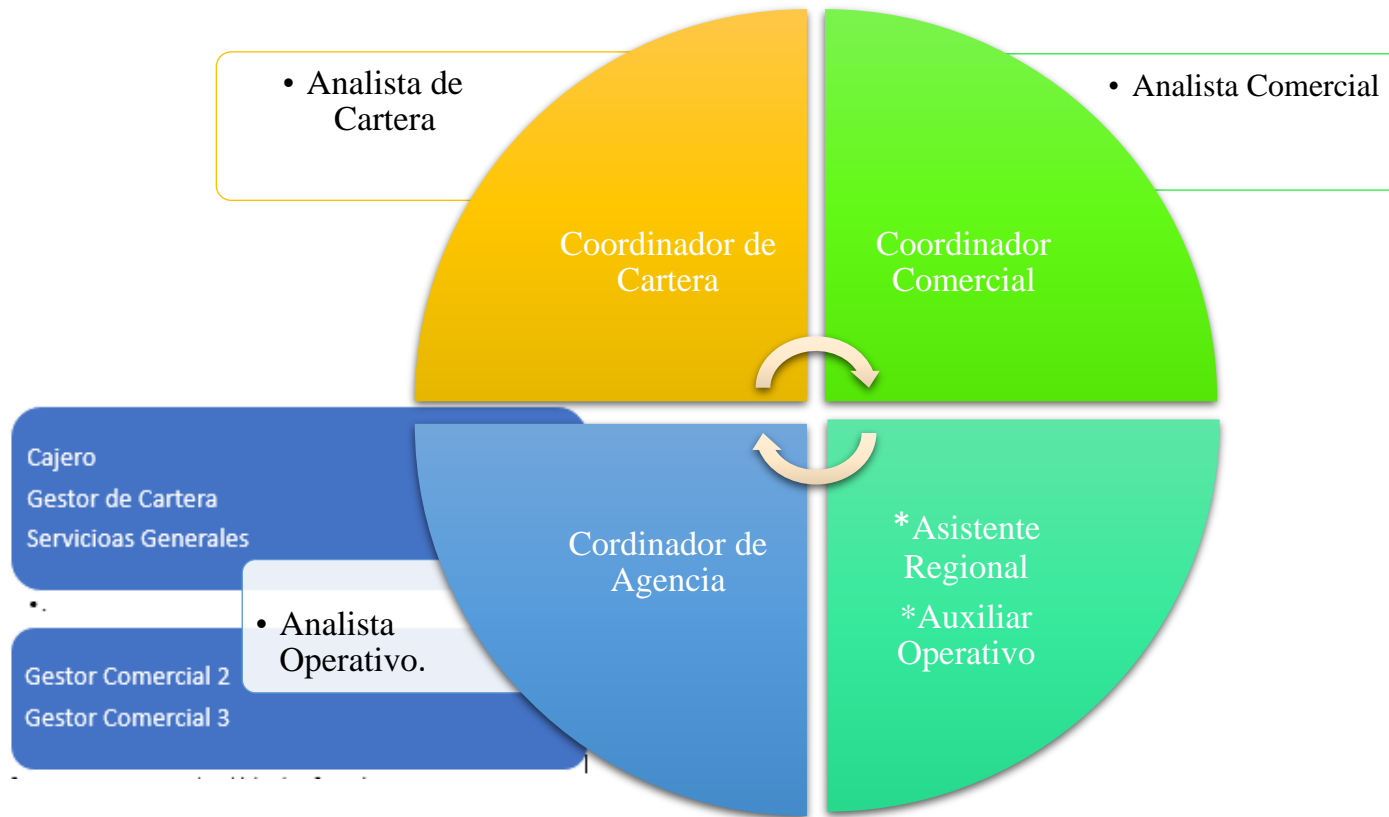 • Analista de
Cartera
• Analista Comercial
Coordinador de
Cartera
Coordinador
Comercial
Cajero
Gestor de Cartera
Servicioas Generales
•.
• Analista
Operativo.
Gestor Comercial 2
Gestor Comercial 3
Cordinador de
Agencia
*Asistente
Regional
*Auxiliar
Operativo